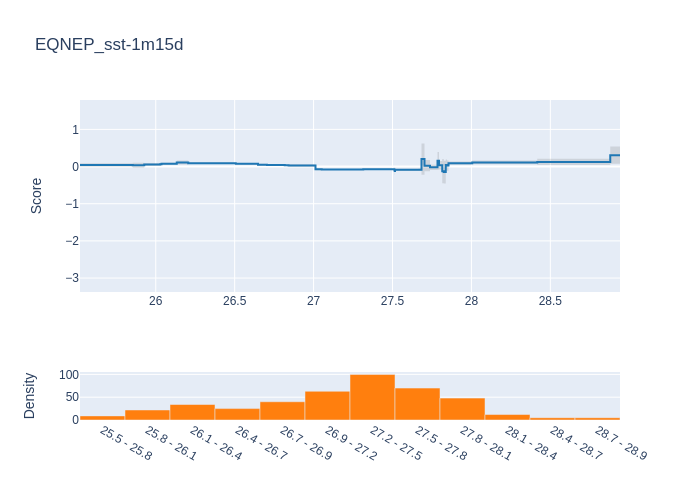 EQNEP_sst-1m15d
Score
1
0
−1
−2
−3
26
26.5
27
27.5
28
28.5
Density
100
50
0
25.5 - 25.8
25.8 - 26.1
26.1 - 26.4
26.4 - 26.7
26.7 - 26.9
26.9 - 27.2
27.2 - 27.5
27.5 - 27.8
27.8 - 28.1
28.1 - 28.4
28.4 - 28.7
28.7 - 28.9